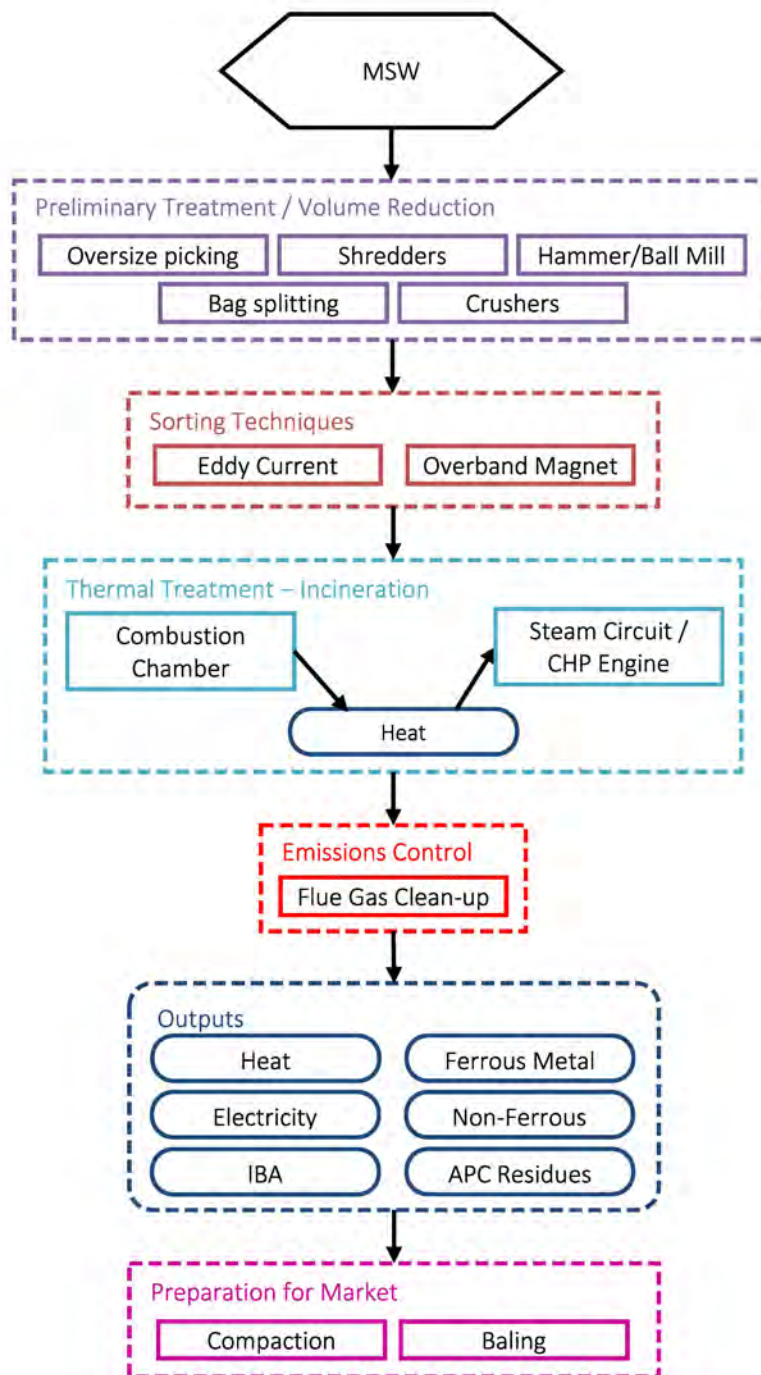 MSW
Preliminary Treatment / Volume Reduction
Oversize picking
Shredders
Hammer/Ball Mill
Bag splitting
Crushers
Sorting Techniques
Eddy Current
Overband Magnet
Thermal Treatment – Incineration
Combustion
Chamber
Steam Circuit /
CHP Engine
Heat
Emissions Control
Flue Gas Clean-up
Outputs
Heat
Ferrous Metal
Electricity
Non-Ferrous
IBA
APC Residues
Preparation for Market
Compaction
Baling